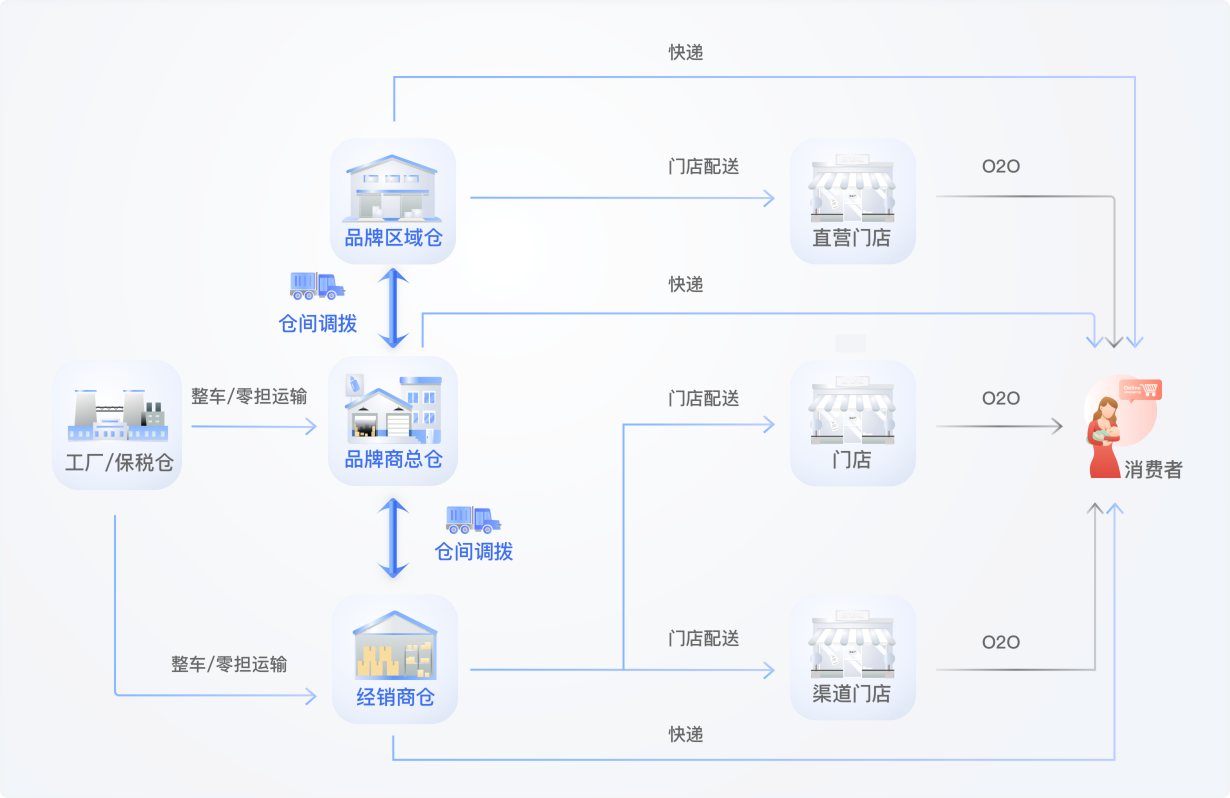 快递
门店配送
O2O
品牌区域仓
直营门店
仓间调拨
快递
整车/零担运输
门店配送
O2O
Online
工厂/保税仓
品牌商总仓
门店
消费者
仓间调拨
整车/零担运输
门店配送
O2O
经销商仓
渠道门店
快递